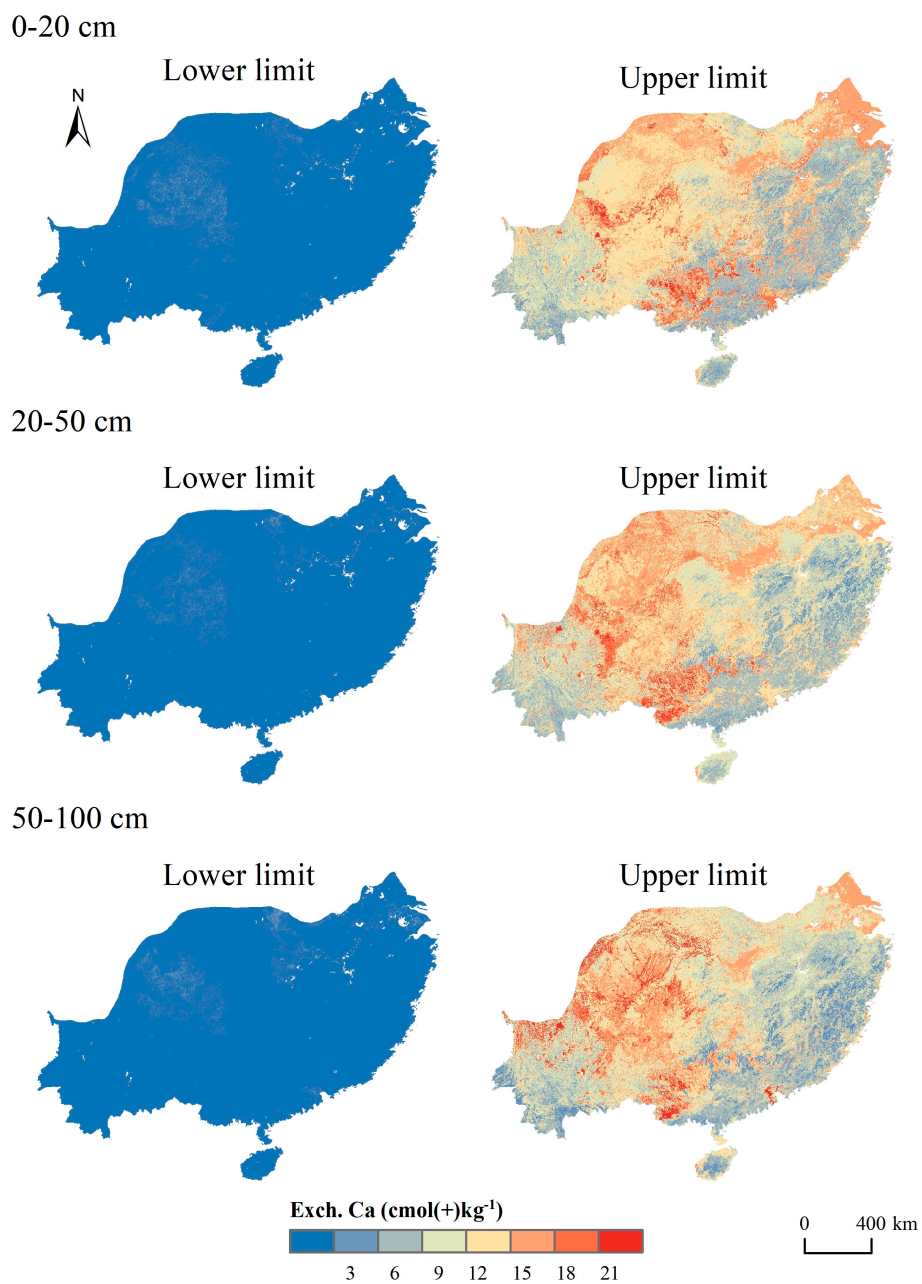 0-20 cm
Lower limit
Upper limit
N
20-50 cm
Lower limit
Upper limit
50-100 cm
Lower limit
Upper limit
Exch. Ca (cmol(+)kg⁻¹)
3 6 9 12 15 18 21
0 400 km